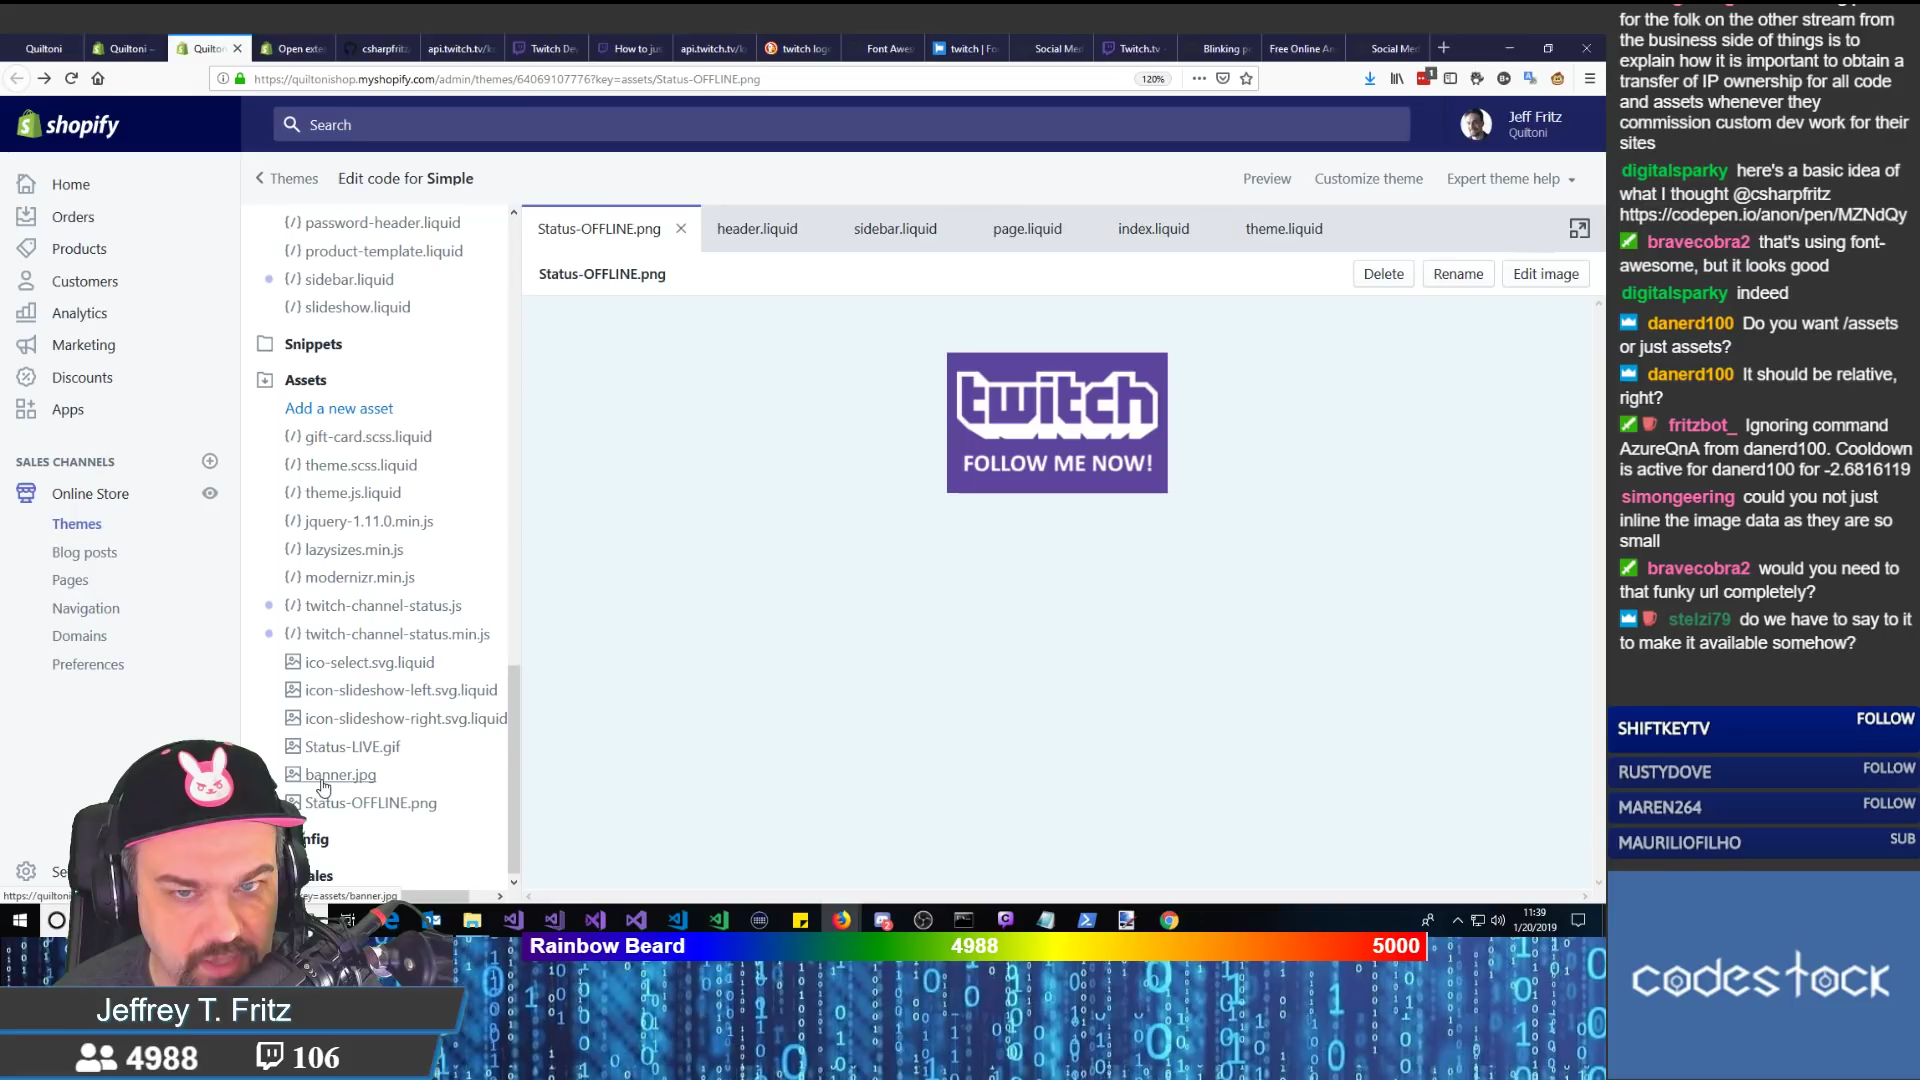 Quiltoni
Quiltoni –
Quilton
Open exte
csharpfritz
api.twitch.tv/k
Twitch De
How to ju
api.twitch.tv/k
twitch log
Font Awes
twitch | Fo
Social Med
Twitch.tv
Blinking p
Free Online An
Social Med
https://quiltonishop.myshopify.com/admin/themes/64069107776?key=assets/Status-OFFLINE.png
120%
shopify
Search
Jeff Fritz
Quiltoni
Home
Orders
Products
Customers
Analytics
Marketing
Discounts
Apps
SALES CHANNELS
Online Store
Themes
Blog posts
Pages
Navigation
Domains
Preferences
Se
Themes
Edit code for Simple
Preview
Customize theme
Expert theme help
{/} password-header.liquid
{/} product-template.liquid
{/} sidebar.liquid
{/} slideshow.liquid
Snippets
Assets
Add a new asset
{/} gift-card.scss.liquid
{/} theme.scss.liquid
{/} theme.js.liquid
{/} jquery-1.11.0.min.js
{/} lazysizes.min.js
{/} modernizr.min.js
{/} twitch-channel-status.js
{/} twitch-channel-status.min.js
ico-select.svg.liquid
icon-slideshow-left.svg.liquid
icon-slideshow-right.svg.liquid
Status-LIVE.gif
banner.jpg
Status-OFFLINE.png
nfig
ales
https://quiltoni
ey=assets/banner.jpg
Status-OFFLINE.png
header.liquid
sidebar.liquid
page.liquid
index.liquid
theme.liquid
Status-OFFLINE.png
Delete
Rename
Edit image
twitch
FOLLOW ME NOW!
for the folk on the other stream from
the business side of things is to
explain how it is important to obtain a
transfer of IP ownership for all code
and assets whenever they
commission custom dev work for their
sites
digitalsparky here's a basic idea of
what I thought @csharpfritz
https://codepen.io/anon/pen/MZNdQy
bravecobra2 that's using font-
awesome, but it looks good
digitalsparky indeed
danerd100 Do you want /assets
or just assets?
danerd100 It should be relative,
right?
fritzbot_ Ignoring command
AzureQnA from danerd100. Cooldown
is active for danerd100 for -2.6816119
simongeering could you not just
inline the image data as they are so
small
bravecobra2 would you need to
that funky url completely?
stelzi79 do we have to say to it
to make it available somehow?
SHIFTKEYTV FOLLOW
RUSTYDOVE FOLLOW
MAREN264 FOLLOW
MAURILIOFILHO SUB
11:39
1/20/2019
Rainbow Beard 4988 5000
Jeffrey T. Fritz
4988 106
codestock